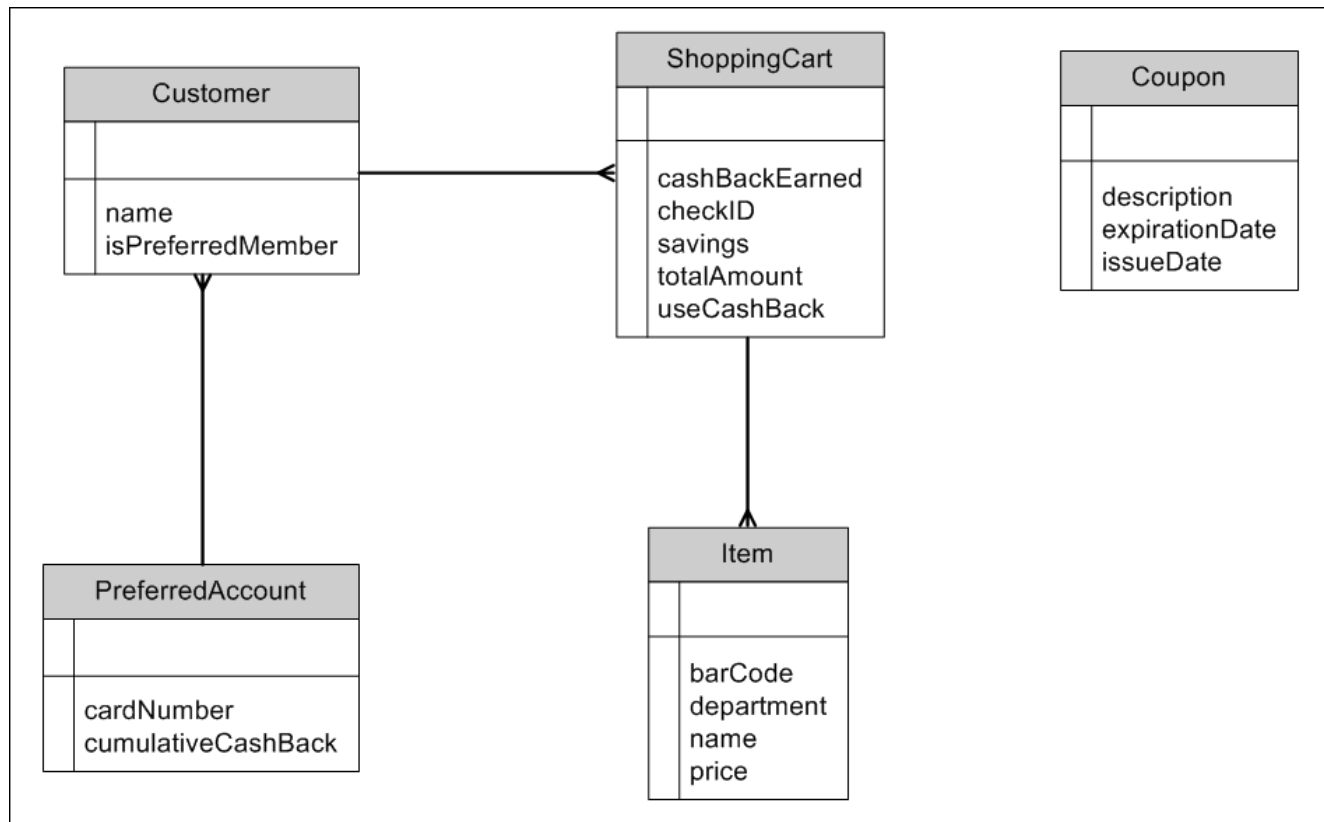 Customer
name
isPreferredMember
ShoppingCart
cashBackEarned
checkID
savings
totalAmount
useCashBack
Coupon
description
expirationDate
issueDate
PreferredAccount
cardNumber
cumulativeCashBack
Item
barCode
department
name
price